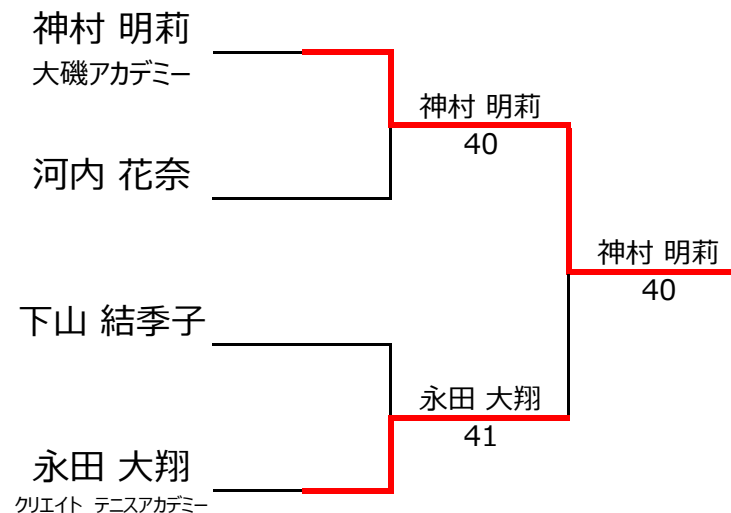 神村 明莉
大磯アカデミー
神村 明莉
40
河内 花奈
神村 明莉
40
下山 結季子
永田 大翔
41
永田 大翔
クリエイト テニスアカデミー